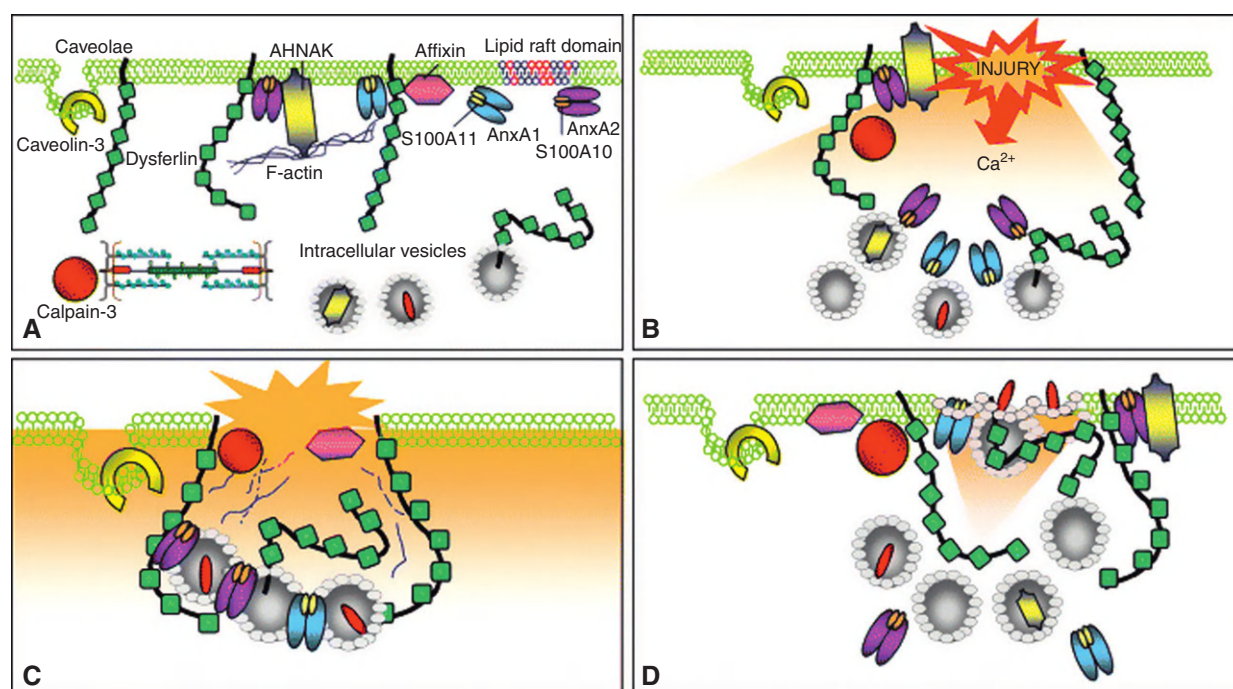 Caveolae
AHNAK
Affixin
Lipid raft domain
Caveolin-3
Dysferlin
F-actin
S100A11
AnxA1
AnxA2
S100A10
Intracellular vesicles
Calpain-3
A
INJURY
Ca²⁺
B
C
D